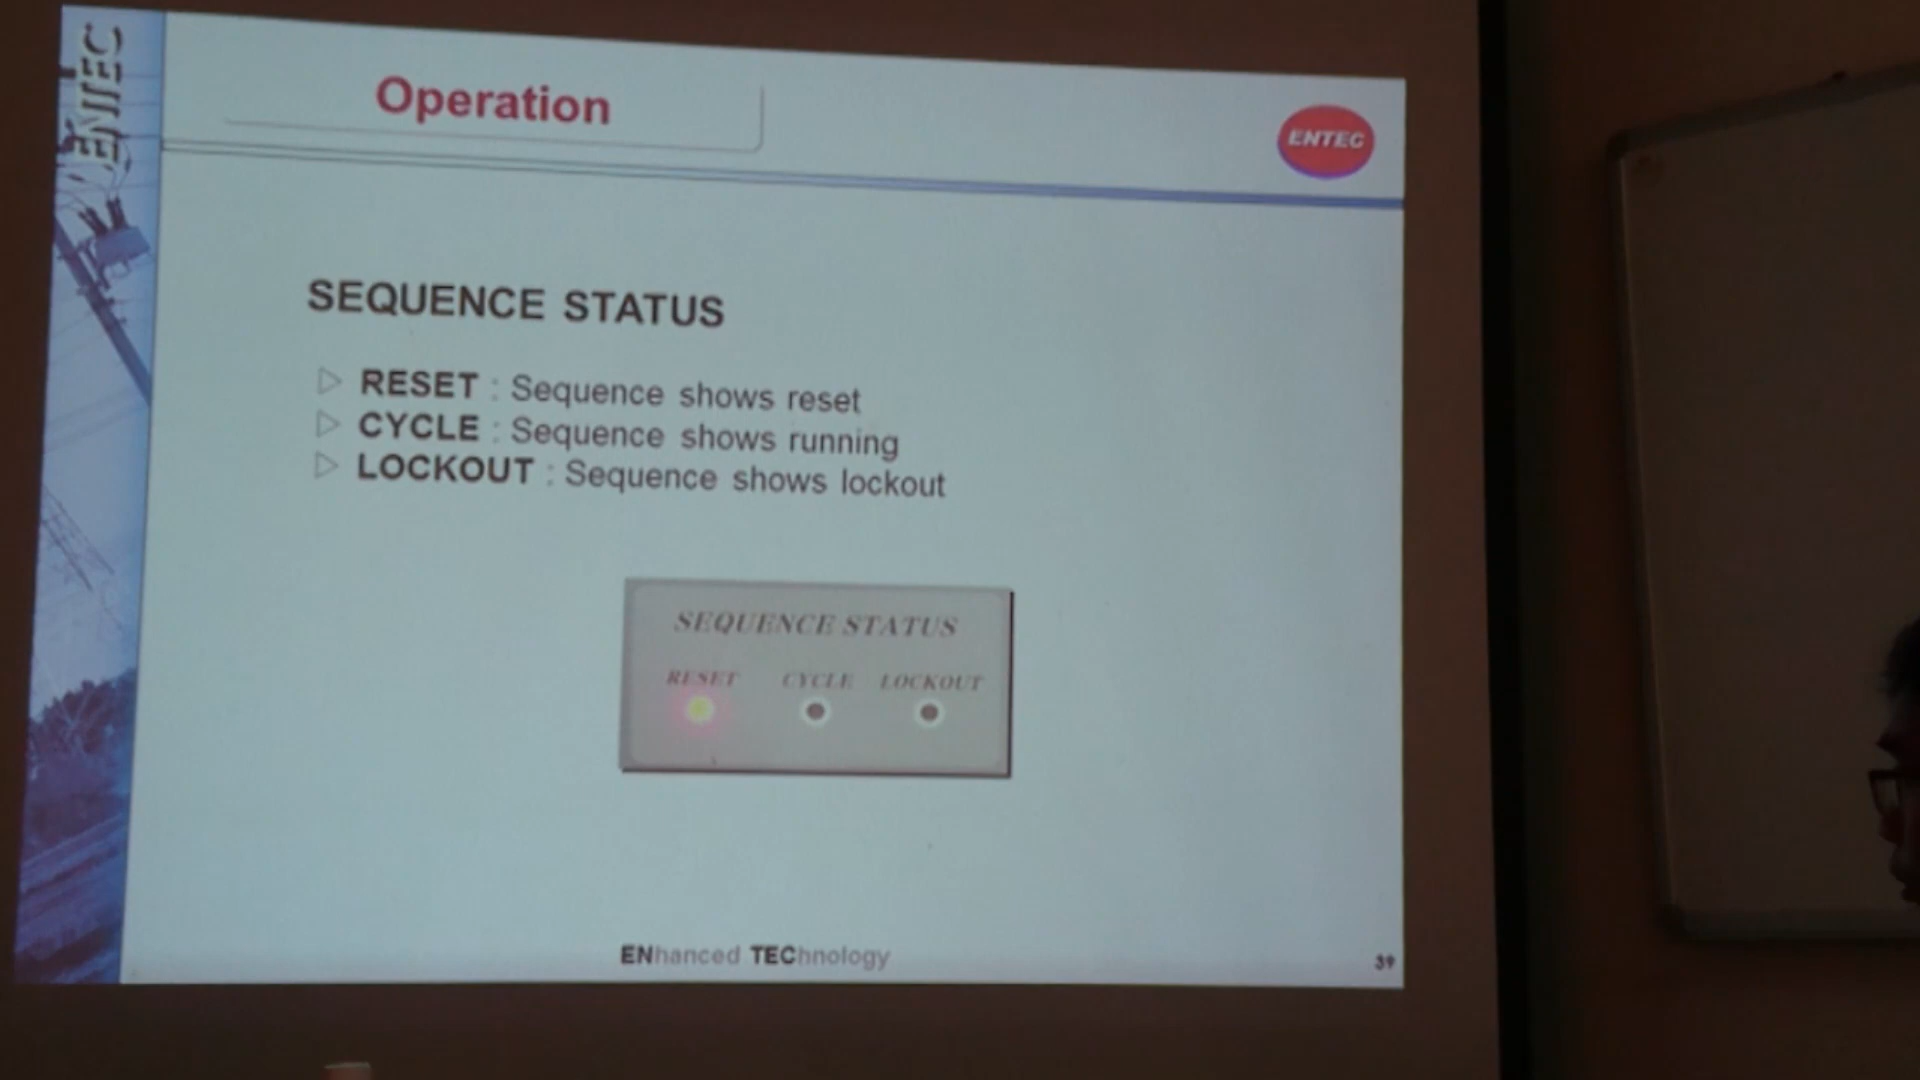 ENTEC
Operation
ENTEC
SEQUENCE STATUS
RESET : Sequence shows reset
CYCLE : Sequence shows running
LOCKOUT : Sequence shows lockout
SEQUENCE STATUS
RESET CYCLE LOCKOUT
ENhanced TEChnology
39